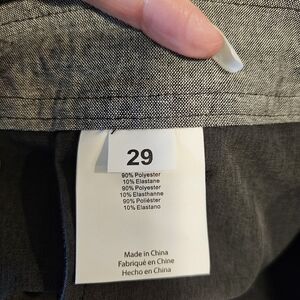 29
90% Polyester
10% Elastane
90% Polyester
10% Elasthanne
90% Poliéster
10% Elastano
Made in China
Fabriqué en Chine
Hecho en China